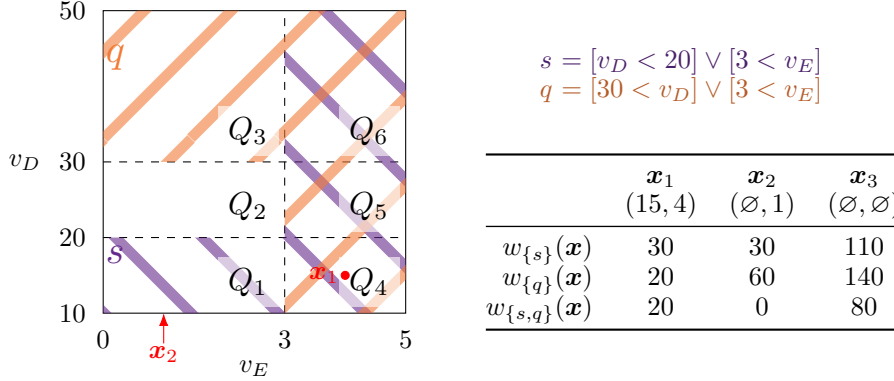 50
30
20
10
v_D
0
3
5
v_E
q
s
Q_3
Q_6
Q_2
Q_5
Q_1
Q_4
x_1
x_2
s = [v_D < 20] ∨ [3 < v_E]
q = [30 < v_D] ∨ [3 < v_E]
x_1 x_2 x_3
(15, 4) (∅, 1) (∅, ∅)
w_{s}(x) 30 30 110
w_{q}(x) 20 60 140
w_{s,q}(x) 20 0 80